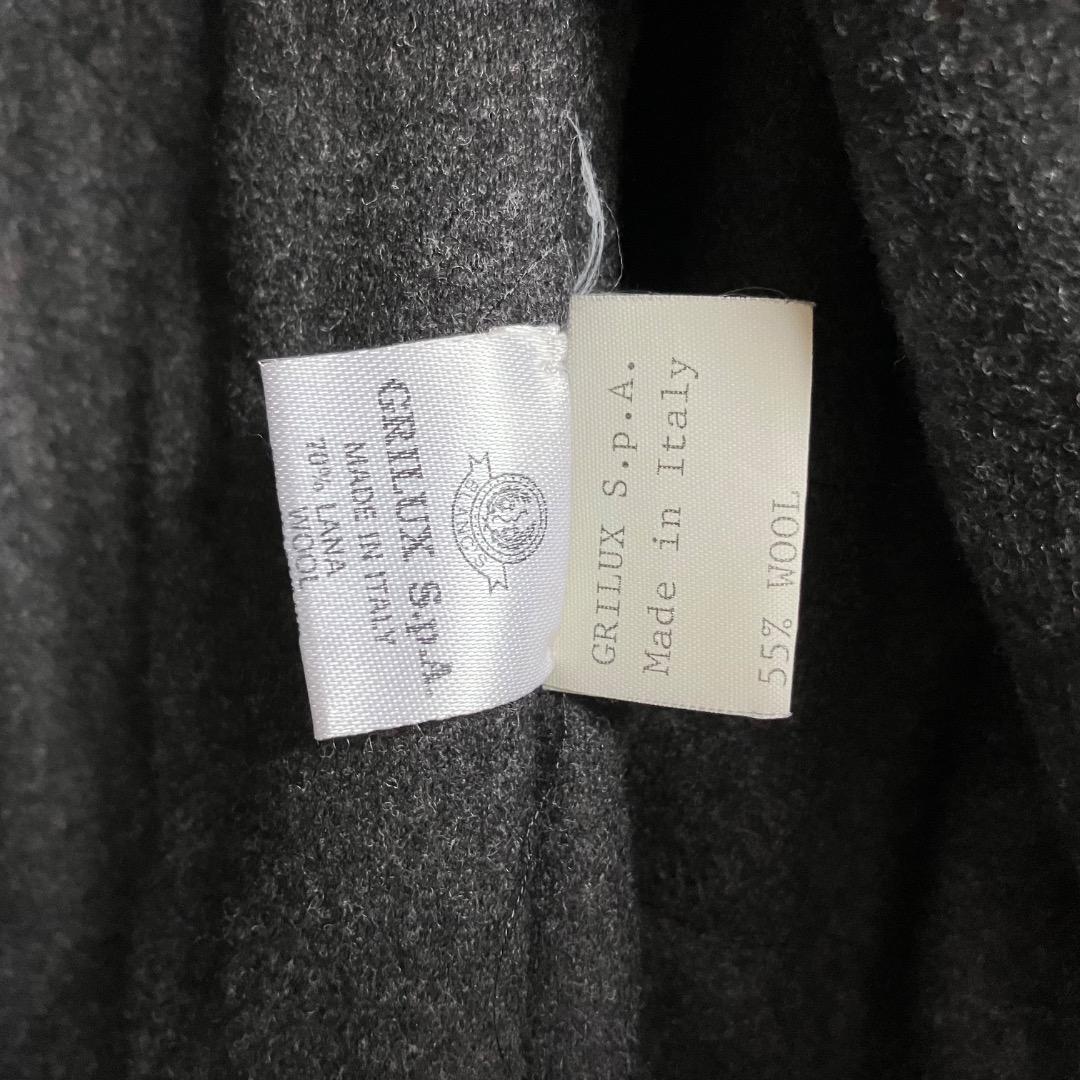 GRILUX S.p.A.
MADE IN ITALY
70% LANA
WOOL
GRILUX S.p.A.
Made in Italy
55% WOOL